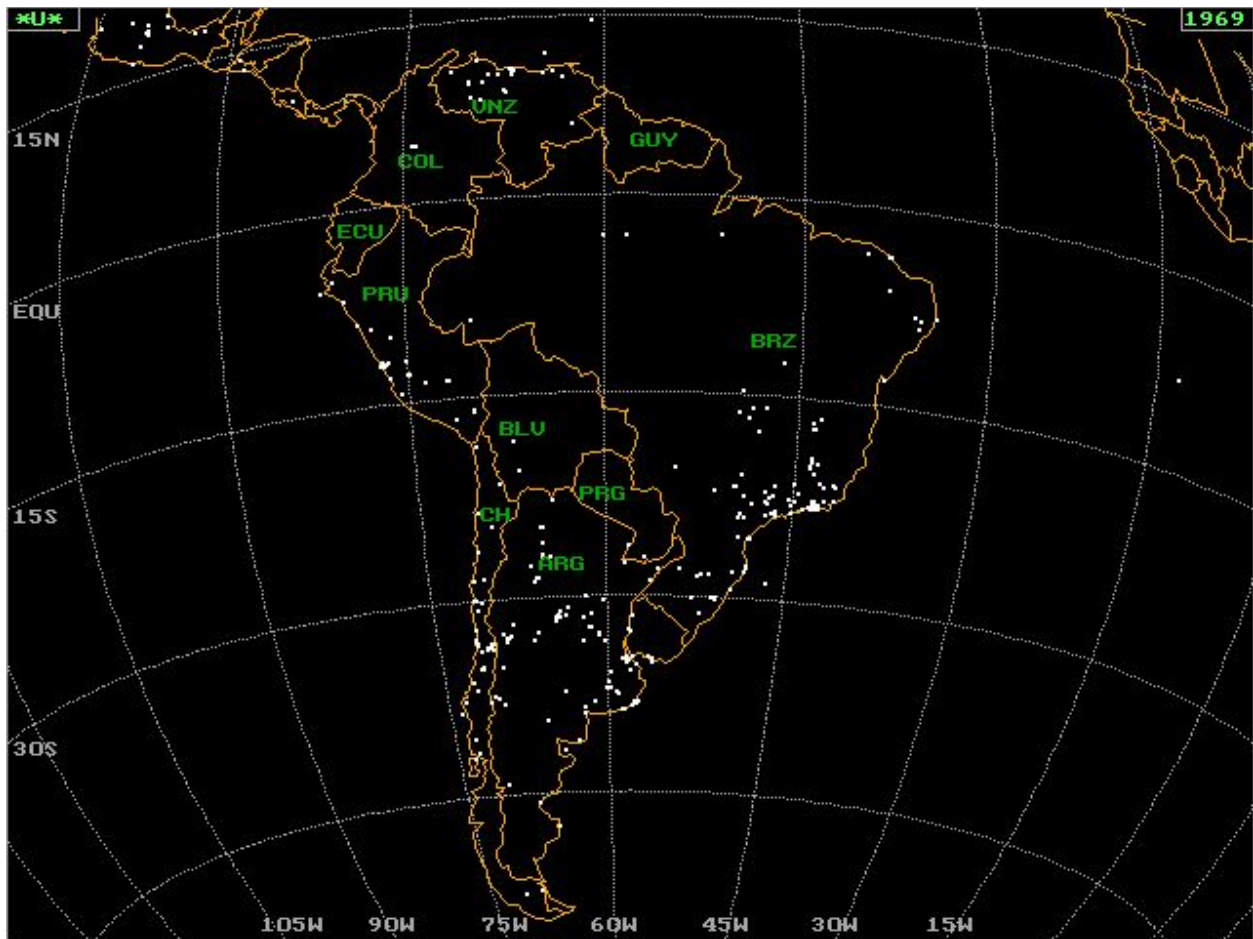 *U*
1969
VNZ
15N
GUY
COL
ECU
PRU
EQU
BRZ
BLV
PRG
15S
CH
ARG
30S
105W 90W 75W 60W 45W 30W 15W